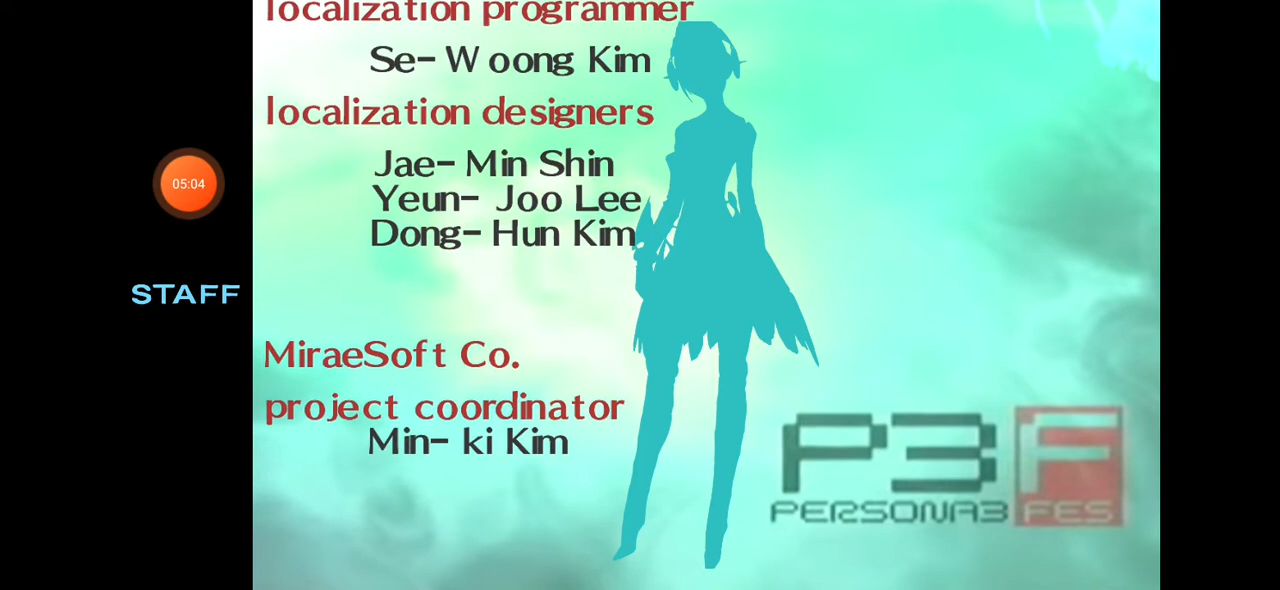 localization programmer
Se- Woong Kim
localization designers
Jae- Min Shin
Yeun- Joo Lee
Dong- Hun Kim
05:04
STAFF
MiraeSoft Co.
project coordinator
Min- ki Kim
P3F
PERSONA3 FES